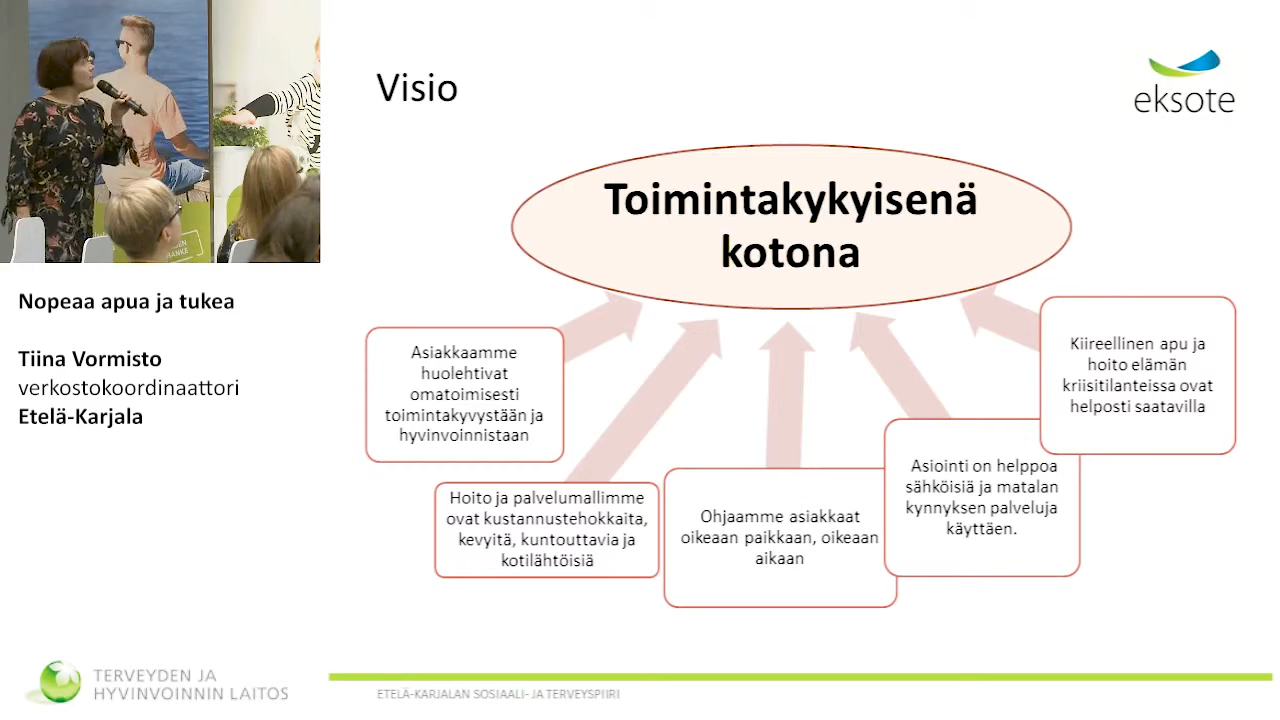 Visio
eksote
Toimintakykyisenä
kotona
Nopeaa apua ja tukea
Tiina Vormisto
verkostokoordinaattori
Etelä-Karjala
Asiakkaamme
huolehtivat
omatoimisesti
toimintakyvystään ja
hyvinvoinnistaan
Hoito ja palvelumallimme
ovat kustannustehokkaita,
kevyitä, kuntouttavia ja
kotilähtöisiä
Ohjaamme asiakkaat
oikeaan paikkaan, oikeaan
aikaan
Asiointi on helppoa
sähköisiä ja matalan
kynnyksen palveluja
käyttäen.
Kiireellinen apu ja
hoito elämän
kriisitilanteissa ovat
helposti saatavilla
TERVEYDEN JA
HYVINVOINNIN LAITOS
ETELÄ-KARJALAN SOSIAALI- JA TERVEYSPIIRI